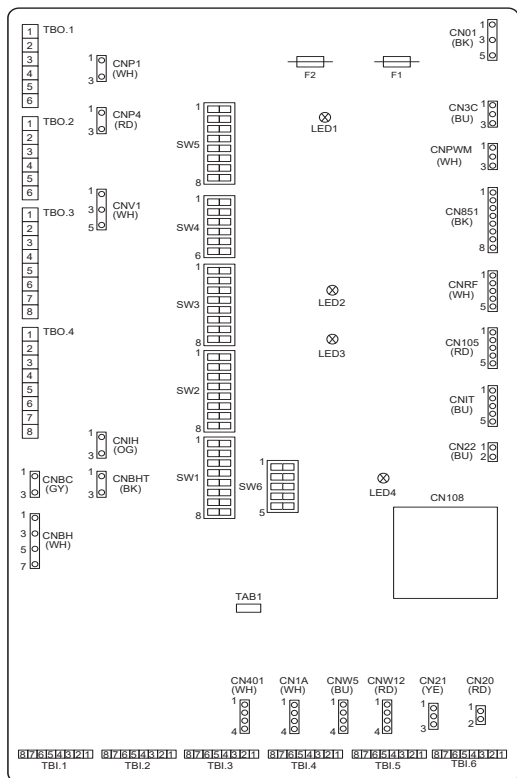 TBO.1
1
2
3
4
5
6
CNP1
(WH)
1
3
F2
F1
CN01
(BK)
1
3
5
TBO.2
1
2
3
4
5
6
CNP4
(RD)
1
3
SW5
1
8
LED1
CN3C
(BU)
1
3
CNPWM
(WH)
1
3
TBO.3
1
2
3
4
5
6
7
8
CNV1
(WH)
1
3
5
SW4
1
6
CN851
(BK)
1
8
SW3
1
8
LED2
CNRF
(WH)
1
5
TBO.4
1
2
3
4
5
6
7
8
LED3
CN105
(RD)
1
5
SW2
1
8
CNIT
(BU)
1
5
CNIH
(OG)
1
3
SW1
1
8
CN22
(BU)
1
2
CNBC
(GY)
1
3
CNBHT
(BK)
1
3
SW6
1
5
LED4
CN108
CNBH
(WH)
1
3
5
7
TAB1
CN401
(WH)
1
4
CN1A
(WH)
1
4
CNW5
(BU)
1
4
CNW12
(RD)
1
4
CN21
(YE)
1
3
CN20
(RD)
1
2
8 7 6 5 4 3 2 1
TBI.1
8 7 6 5 4 3 2 1
TBI.2
8 7 6 5 4 3 2 1
TBI.3
8 7 6 5 4 3 2 1
TBI.4
8 7 6 5 4 3 2 1
TBI.5
8 7 6 5 4 3 2 1
TBI.6